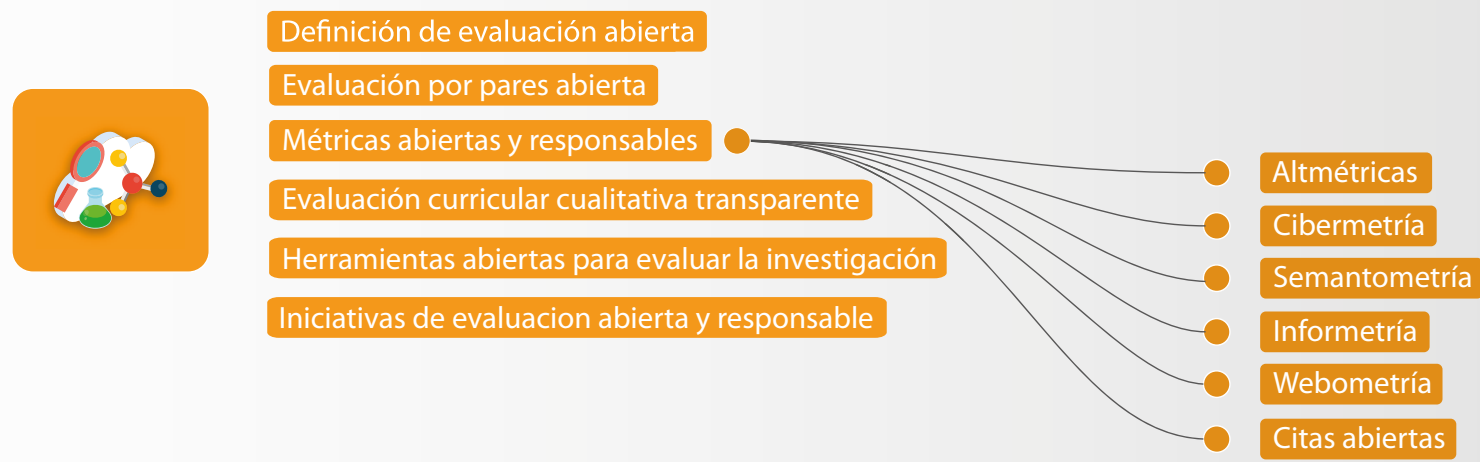 Definición de evaluación abierta
Evaluación por pares abierta
Métricas abiertas y responsables
Evaluación curricular cualitativa transparente
Herramientas abiertas para evaluar la investigación
Iniciativas de evaluacion abierta y responsable
Altmétricas
Cibermetría
Semantometría
Informetría
Webometría
Citas abiertas